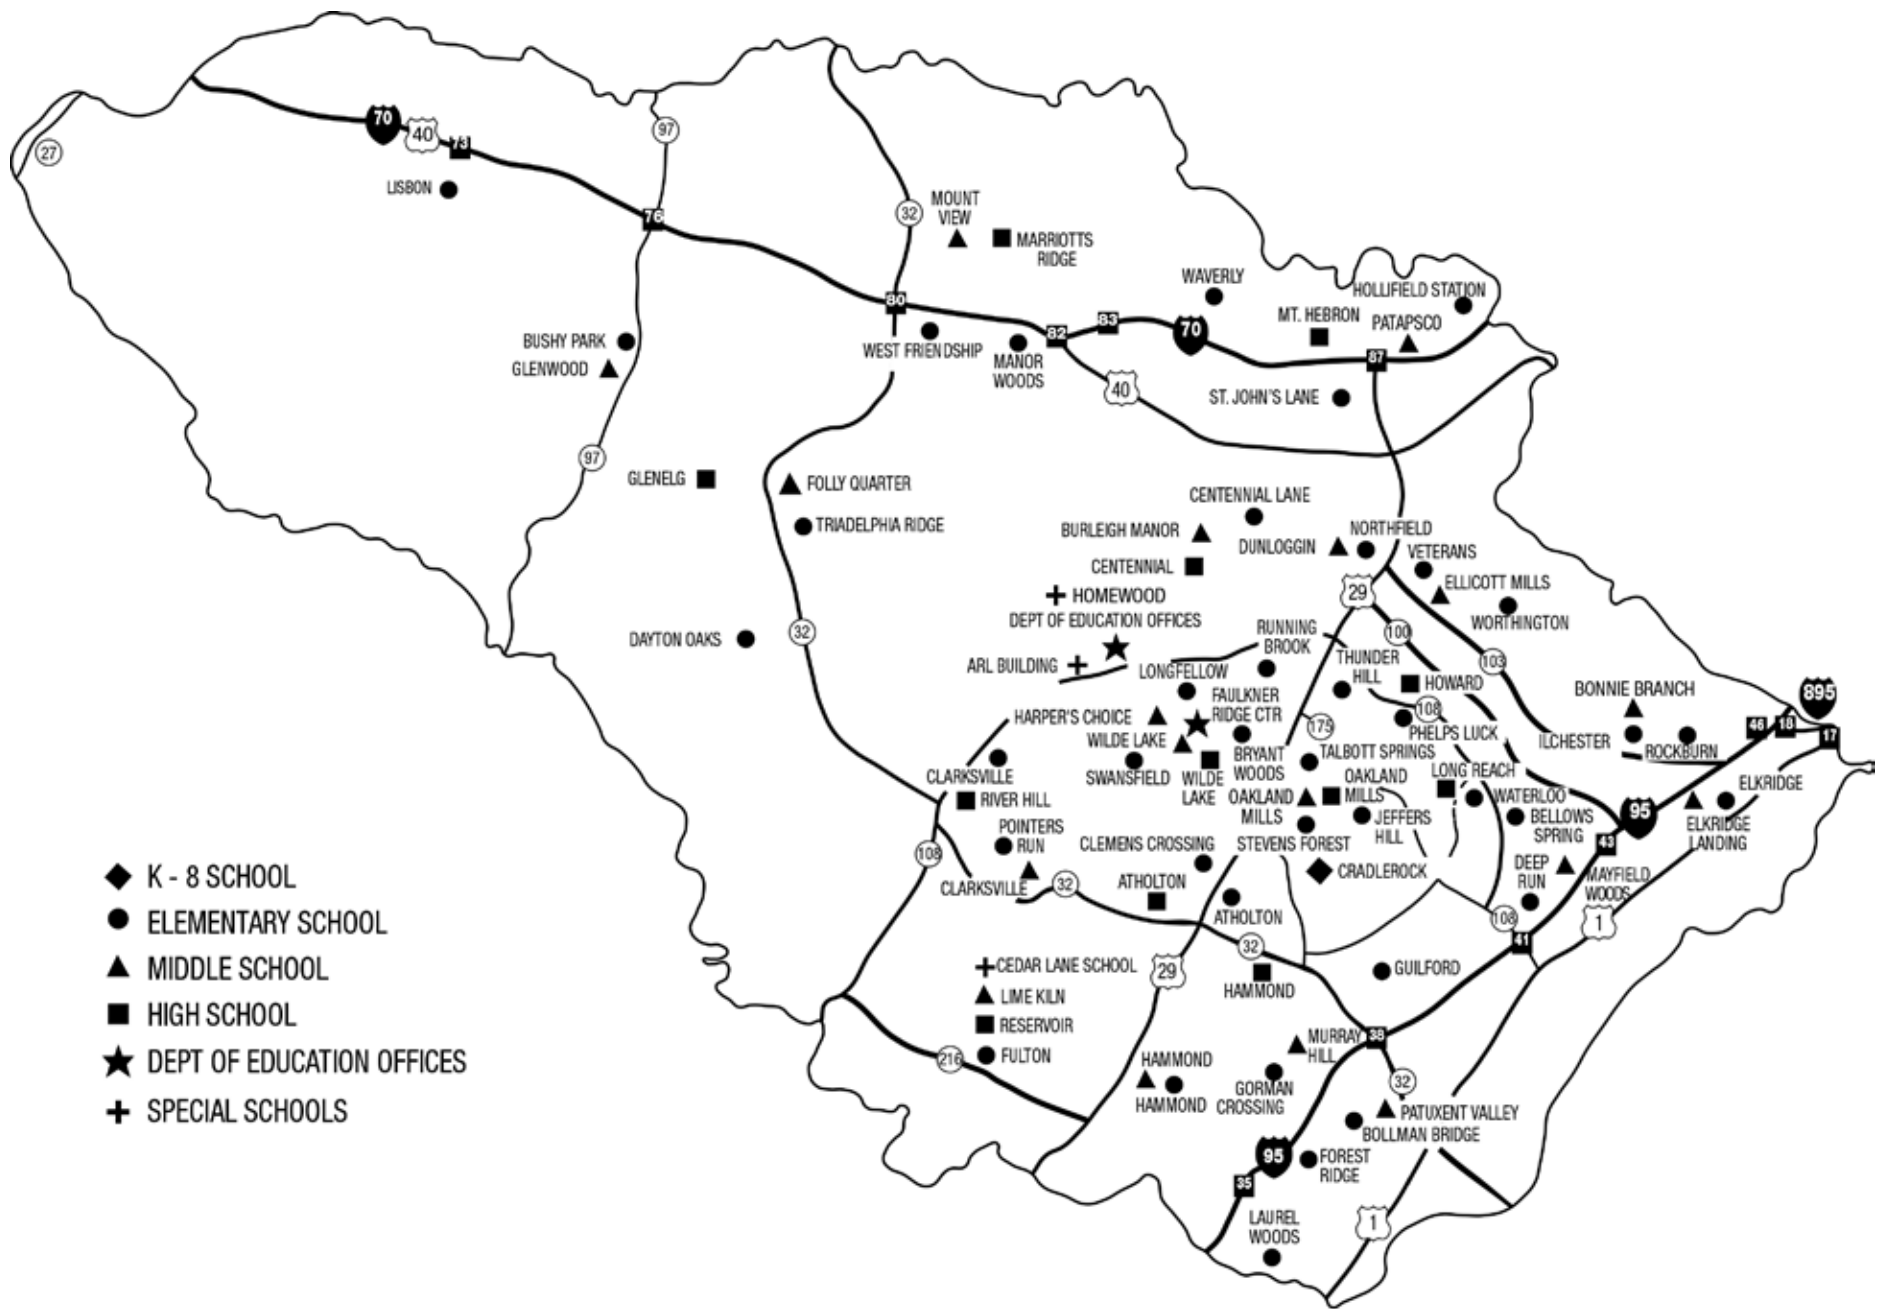 70
40
73
97
27
LISBON
76
32
MOUNT
VIEW
MARRIOTTS
RIDGE
WAVERLY
HOLLIFIELD STATION
80
82
83
70
MT. HEBRON
PATAPSCO
BUSHY PARK
GLENWOOD
WEST FRIENDSHIP
MANOR
WOODS
87
40
ST. JOHN'S LANE
97
GLENELG
FOLLY QUARTER
TRIADELPHIA RIDGE
CENTENNIAL LANE
BURLEIGH MANOR
DUNLOGGIN
NORTHFIELD
VETERANS
CENTENNIAL
ELLICOTT MILLS
HOMEWOOD
29
WORTHINGTON
DEPT OF EDUCATION OFFICES
RUNNING
BROOK
100
DAYTON OAKS
32
ARL BUILDING
LONGFELLOW
THUNDER
HILL
103
HOWARD
BONNIE BRANCH
895
HARPER'S CHOICE
FAULKNER
RIDGE CTR
108
175
PHELPS LUCK
46
18
17
WILDE LAKE
ILCHESTER
ROCKBURN
SWANSFIELD
WILDE
LAKE
BRYANT
WOODS
TALBOTT SPRINGS
CLARKSVILLE
RIVER HILL
OAKLAND
MILLS
OAKLAND
MILLS
LONG REACH
WATERLOO
ELKRIDGE
95
POINTERS
RUN
JEFFERS
HILL
BELLOWS
SPRING
ELKRIDGE
LANDING
108
CLEMENS CROSSING
STEVENS FOREST
43
CLARKSVILLE
32
ATHOLTON
CRADLEROCK
DEEP
RUN
MAYFIELD
WOODS
ATHOLTON
108
1
32
41
CEDAR LANE SCHOOL
29
HAMMOND
GUILFORD
LIME KILN
RESERVOIR
38
MURRAY
HILL
216
FULTON
HAMMOND
HAMMOND
GORMAN
CROSSING
32
PATUXENT VALLEY
BOLLMAN BRIDGE
95
FOREST
RIDGE
35
LAUREL
WOODS
1
K - 8 SCHOOL
ELEMENTARY SCHOOL
MIDDLE SCHOOL
HIGH SCHOOL
DEPT OF EDUCATION OFFICES
SPECIAL SCHOOLS